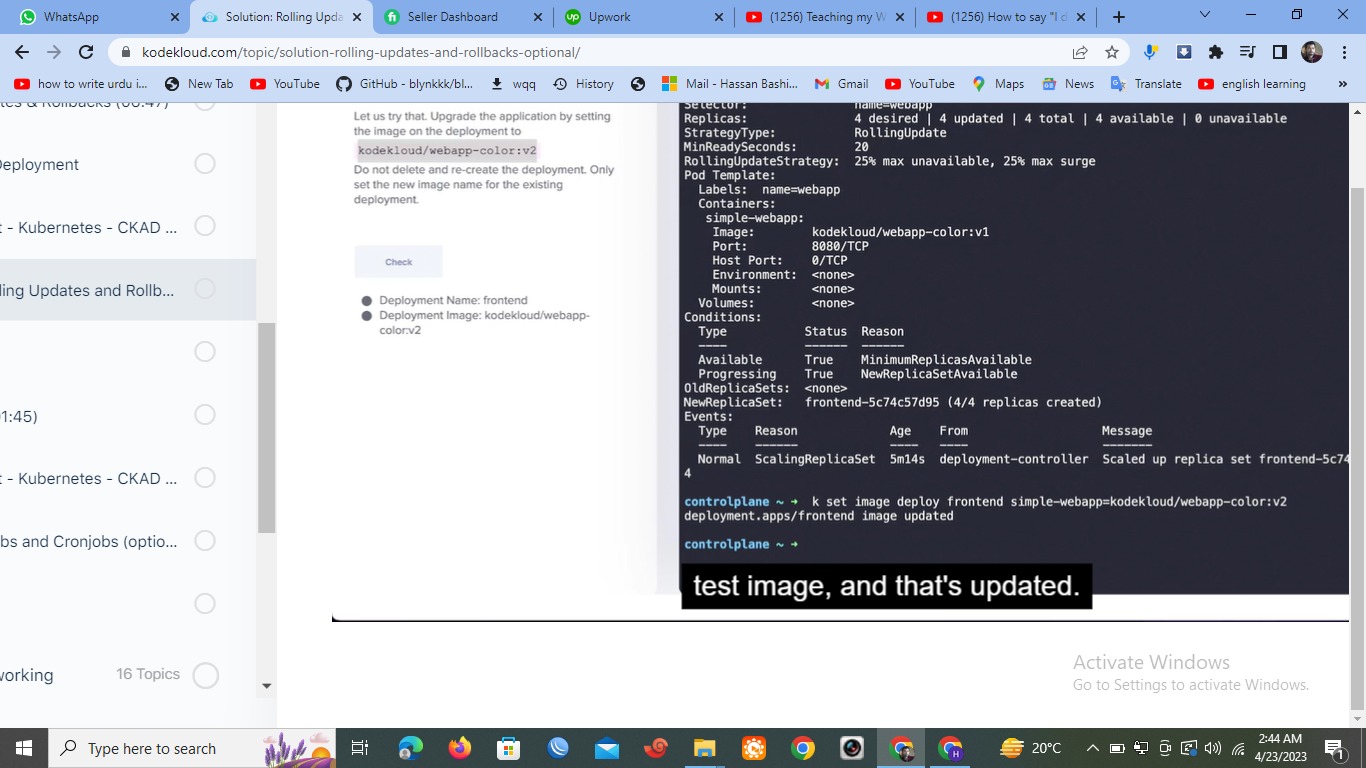 WhatsApp
Solution: Rolling Upda
Seller Dashboard
Upwork
(1256) Teaching my W
(1256) How to say "I d
kodekloud.com/topic/solution-rolling-updates-and-rollbacks-optional/
how to write urdu i...
New Tab
YouTube
GitHub - blynkkk/bl...
wqq
History
Mail - Hassan Bashi...
Gmail
YouTube
Maps
News
Translate
english learning
»
tes & Rollbacks (06:47)
Deployment
t - Kubernetes - CKAD ...
ling Updates and Rollb...
1:45)
t - Kubernetes - CKAD ...
bs and Cronjobs (optio...
vorking
16 Topics
Let us try that. Upgrade the application by setting
the image on the deployment to
kodekloud/webapp-color:v2
Do not delete and re-create the deployment. Only
set the new image name for the existing
deployment.
Check
Deployment Name: frontend
Deployment Image: kodekloud/webapp-
color:v2
Selector: name=webapp
Replicas: 4 desired | 4 updated | 4 total | 4 available | 0 unavailable
StrategyType: RollingUpdate
MinReadySeconds: 20
RollingUpdateStrategy: 25% max unavailable, 25% max surge
Pod Template:
Labels: name=webapp
Containers:
simple-webapp:
Image: kodekloud/webapp-color:v1
Port: 8080/TCP
Host Port: 0/TCP
Environment: <none>
Mounts: <none>
Volumes: <none>
Conditions:
Type Status Reason
---- ------ ------
Available True MinimumReplicasAvailable
Progressing True NewReplicaSetAvailable
OldReplicaSets: <none>
NewReplicaSet: frontend-5c74c57d95 (4/4 replicas created)
Events:
Type Reason Age From Message
---- ------ ---- ---- -------
Normal ScalingReplicaSet 5m14s deployment-controller Scaled up replica set frontend-5c74
4
controlplane ~ ➜ k set image deploy frontend simple-webapp=kodekloud/webapp-color:v2
deployment.apps/frontend image updated
controlplane ~ ➜
test image, and that's updated.
Activate Windows
Go to Settings to activate Windows.
Type here to search
H
20°C
2:44 AM
4/23/2023
1